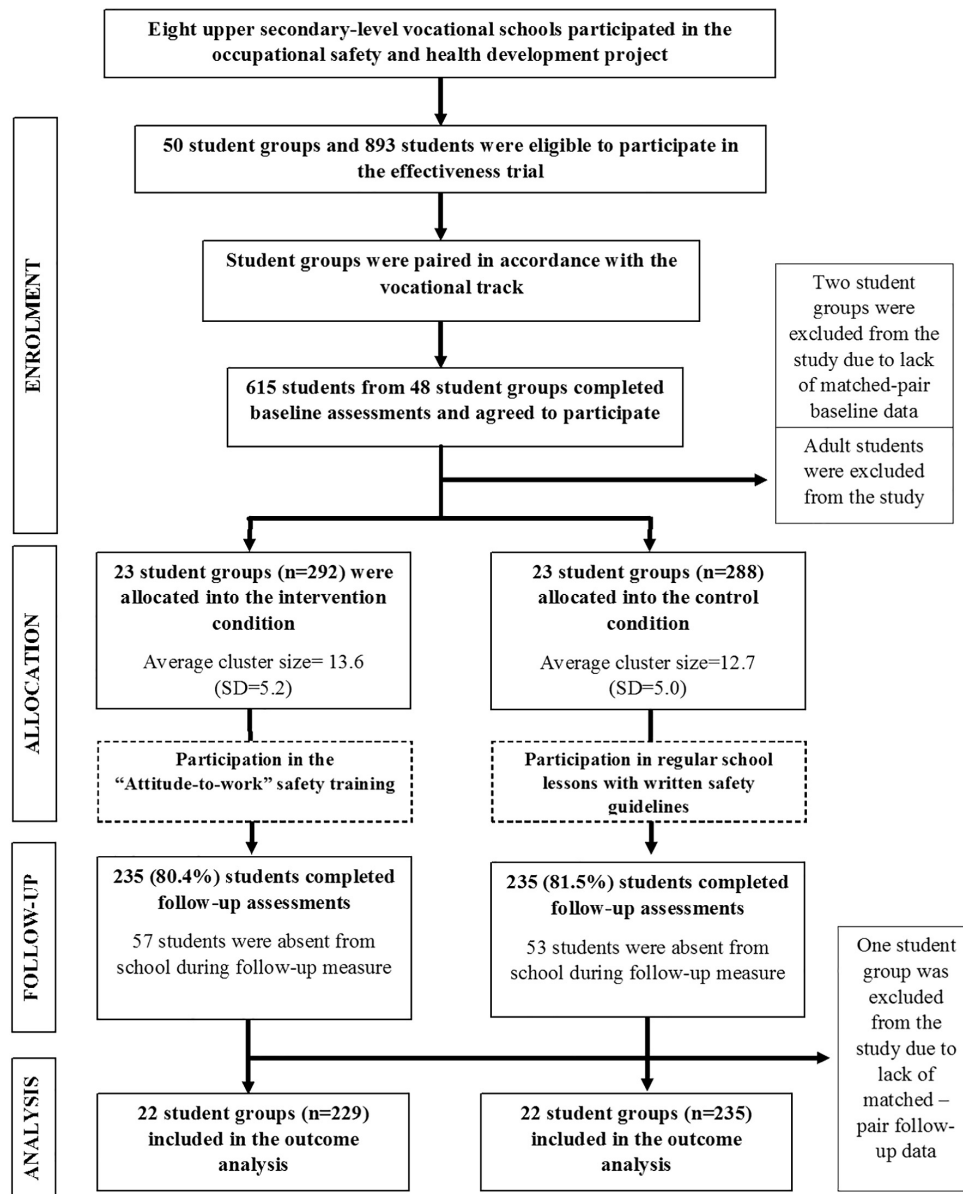 Eight upper secondary-level vocational schools participated in the
occupational safety and health development project
ENROLMENT
50 student groups and 893 students were eligible to participate in
the effectiveness trial
Student groups were paired in accordance with the
vocational track
615 students from 48 student groups completed
baseline assessments and agreed to participate
Two student
groups were
excluded from the
study due to lack
of matched-pair
baseline data
Adult students
were excluded
from the study
ALLOCATION
23 student groups (n=292) were
allocated into the intervention
condition
Average cluster size= 13.6
(SD=5.2)
23 student groups (n=288)
allocated into the control
condition
Average cluster size=12.7
(SD=5.0)
Participation in the
“Attitude-to-work” safety training
Participation in regular school
lessons with written safety
guidelines
FOLLOW-UP
235 (80.4%) students completed
follow-up assessments
57 students were absent from
school during follow-up measure
235 (81.5%) students completed
follow-up assessments
53 students were absent from
school during follow-up measure
One student
group was
excluded
from the
study due to
lack of
matched –
pair follow-
up data
ANALYSIS
22 student groups (n=229)
included in the outcome
analysis
22 student groups (n=235)
included in the outcome
analysis